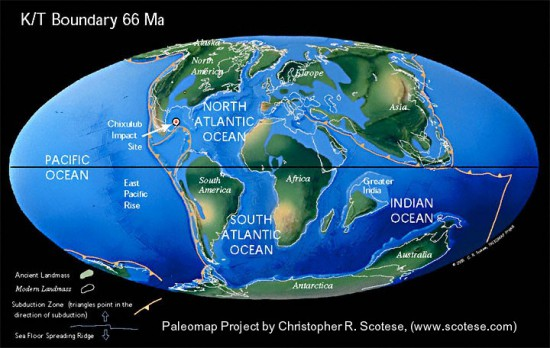 K/T Boundary 66 Ma
Alaska
North
America
Europe
Asia
NORTH
ATLANTIC
OCEAN
Chixulub
Impact
Site
PACIFIC
OCEAN
East
Pacific
Rise
South
America
Africa
Greater
India
INDIAN
OCEAN
SOUTH
ATLANTIC
OCEAN
Australia
Antarctica
Ancient Landmass
Modern Landmass
Subduction Zone (triangles point in the
direction of subduction)
Sea Floor Spreading Ridge
Paleomap Project by Christopher R. Scotese, (www.scotese.com)